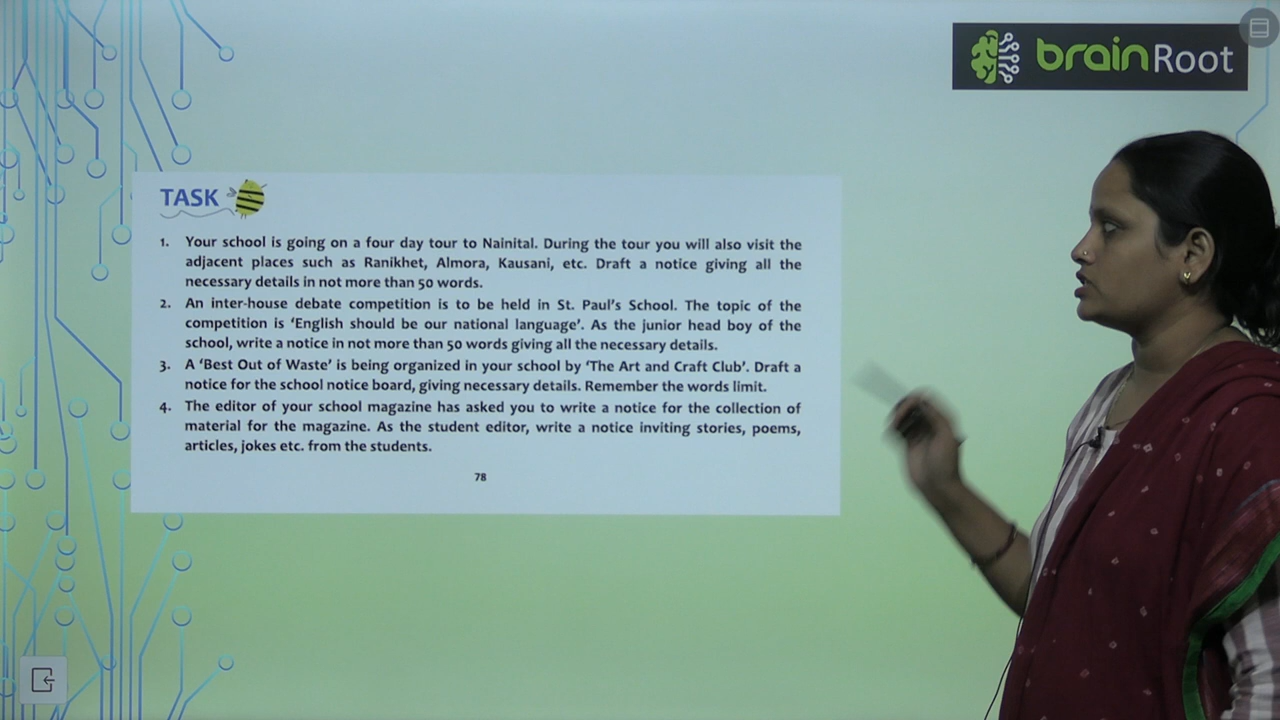 brainRoot
TASK
1. Your school is going on a four day tour to Nainital. During the tour you will also visit the
adjacent places such as Ranikhet, Almora, Kausani, etc. Draft a notice giving all the
necessary details in not more than 50 words.
2. An inter-house debate competition is to be held in St. Paul's School. The topic of the
competition is 'English should be our national language'. As the junior head boy of the
school, write a notice in not more than 50 words giving all the necessary details.
3. A 'Best Out of Waste' is being organized in your school by 'The Art and Craft Club'. Draft a
notice for the school notice board, giving necessary details. Remember the words limit.
4. The editor of your school magazine has asked you to write a notice for the collection of
material for the magazine. As the student editor, write a notice inviting stories, poems,
articles, jokes etc. from the students.
78